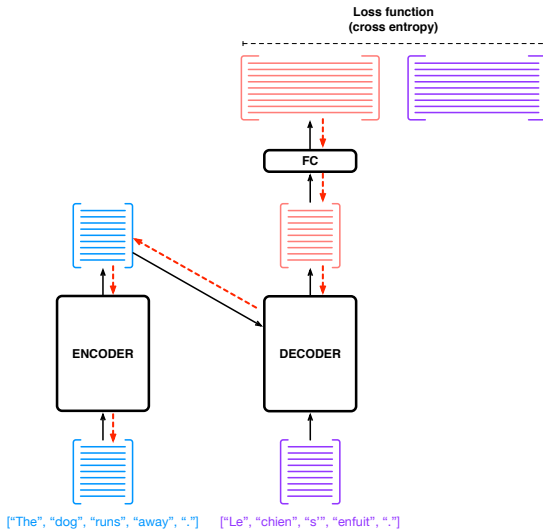 Loss function
(cross entropy)
FC
ENCODER
DECODER
[“The”, “dog”, “runs”, “away”, “.”]
[“Le”, “chien”, “s’”, “enfuit”, “.”]